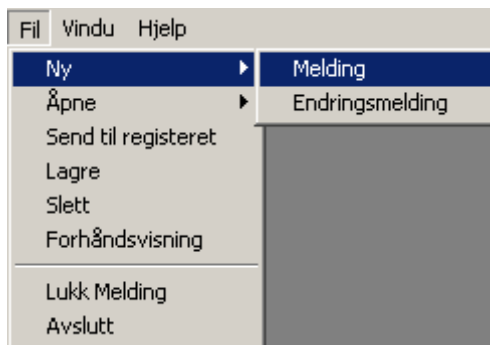 Fil Vindu Hjelp
Ny Melding
Åpne Endringsmelding
Send til registeret
Lagre
Slett
Forhåndsvisning
Lukk Melding
Avslutt